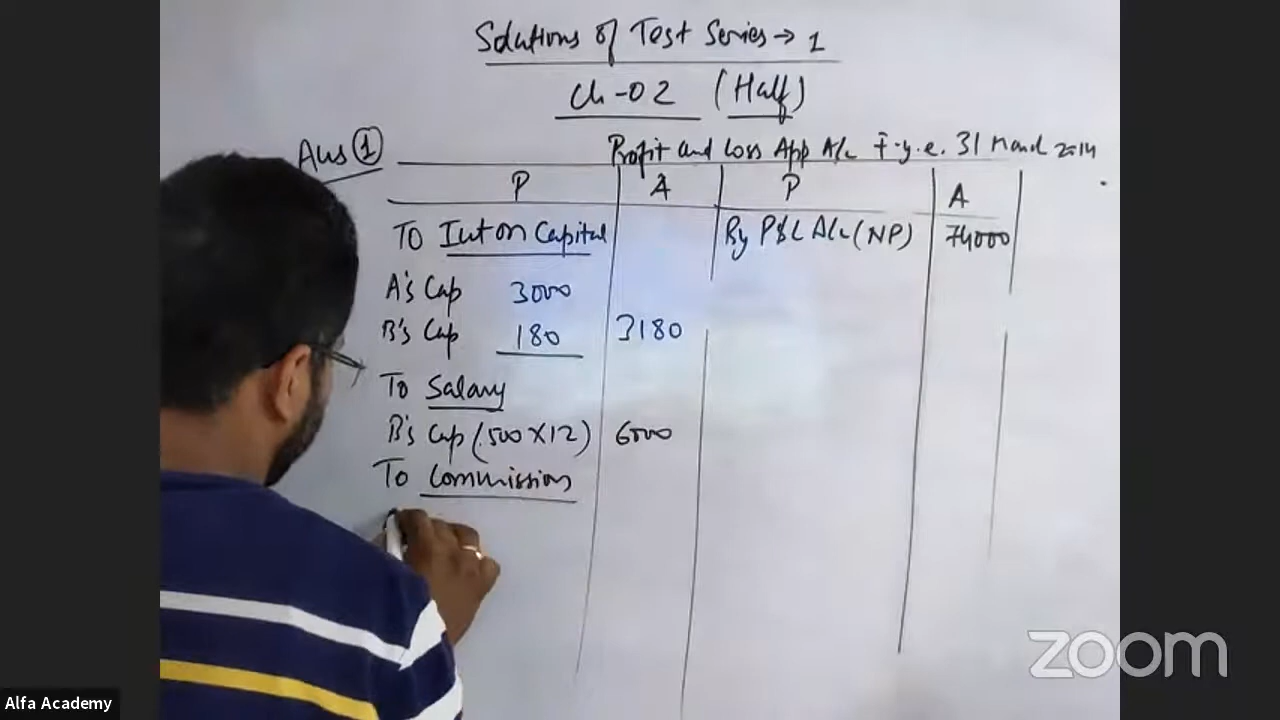 Solutions of Test Series → 1
Ch-02 (Half)
Ans 1
Profit and Loss App A/c f.y.e. 31 March 2014
P A P A
To Int on Capital By P&L A/c (NP) 74000
A's Cap 3000
B's Cap 180 3180
To Salary
B's Cap (500×12) 6000
To Commission
zoom
Alfa Academy